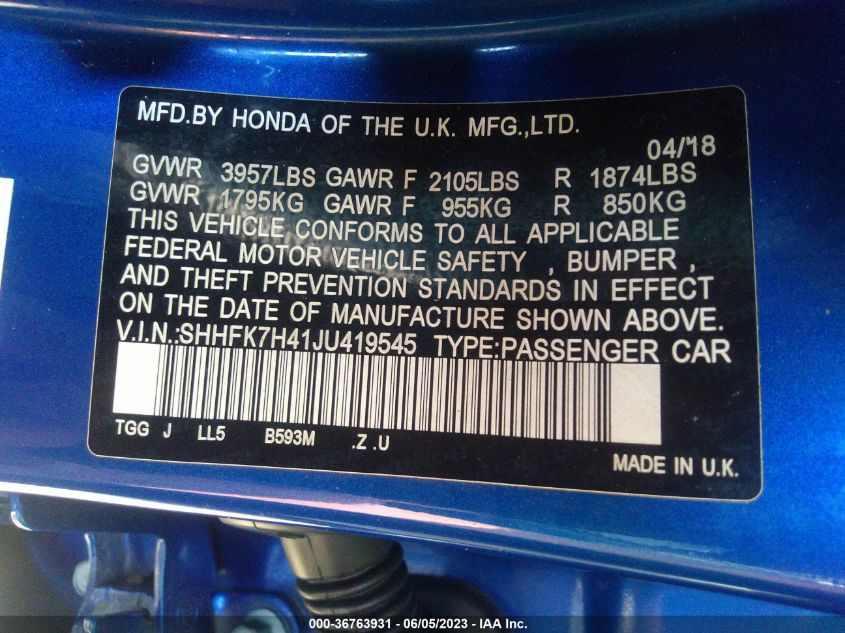 MFD.BY HONDA OF THE U.K. MFG.,LTD.
04/'18
GVWR 3957LBS GAWR F 2105LBS R 1874LBS
GVWR 1795KG GAWR F 955KG R 850KG
THIS VEHICLE CONFORMS TO ALL APPLICABLE
FEDERAL MOTOR VEHICLE SAFETY , BUMPER ,
AND THEFT PREVENTION STANDARDS IN EFFECT
ON THE DATE OF MANUFACTURE SHOWN ABOVE.
V.I.N.:SHHFK7H41JU419545 TYPE:PASSENGER CAR
TGG J LL5 B593M .Z .U
MADE IN U.K.
000-36763931 / 06/05/2023 / IAA Inc.